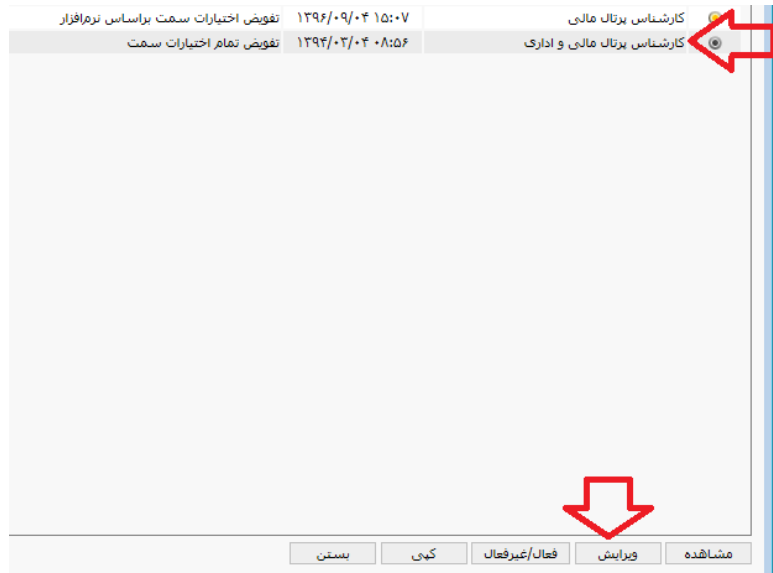 کارشناس پرتال مالی ۱۳۹۶/۰۹/۰۴ ۱۵:۰۷ تفویض اختیارات سمت براساس نرم‌افزار
کارشناس پرتال مالی و اداری ۱۳۹۴/۰۳/۰۴ ۰۸:۵۶ تفویض تمام اختیارات سمت
مشاهده ویرایش فعال/غیرفعال کپی بستن